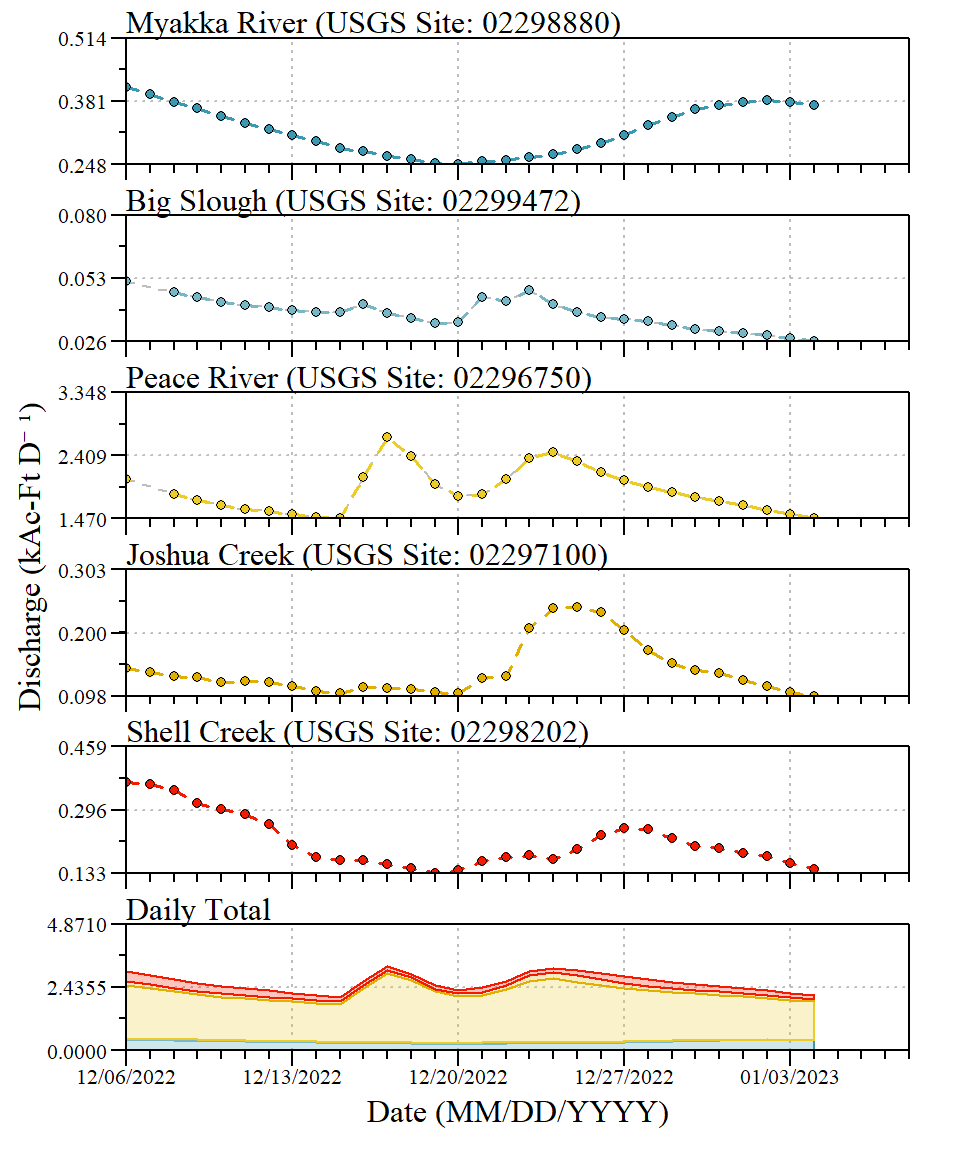 Myakka River (USGS Site: 02298880)
0.514
0.381
0.248
Big Slough (USGS Site: 02299472)
0.080
0.053
0.026
Peace River (USGS Site: 02296750)
3.348
2.409
1.470
Joshua Creek (USGS Site: 02297100)
0.303
0.200
0.098
Shell Creek (USGS Site: 02298202)
0.459
0.296
0.133
Daily Total
4.8710
2.4355
0.0000
12/06/2022 12/13/2022 12/20/2022 12/27/2022 01/03/2023
Date (MM/DD/YYYY)
Discharge (kAc-Ft D⁻¹)